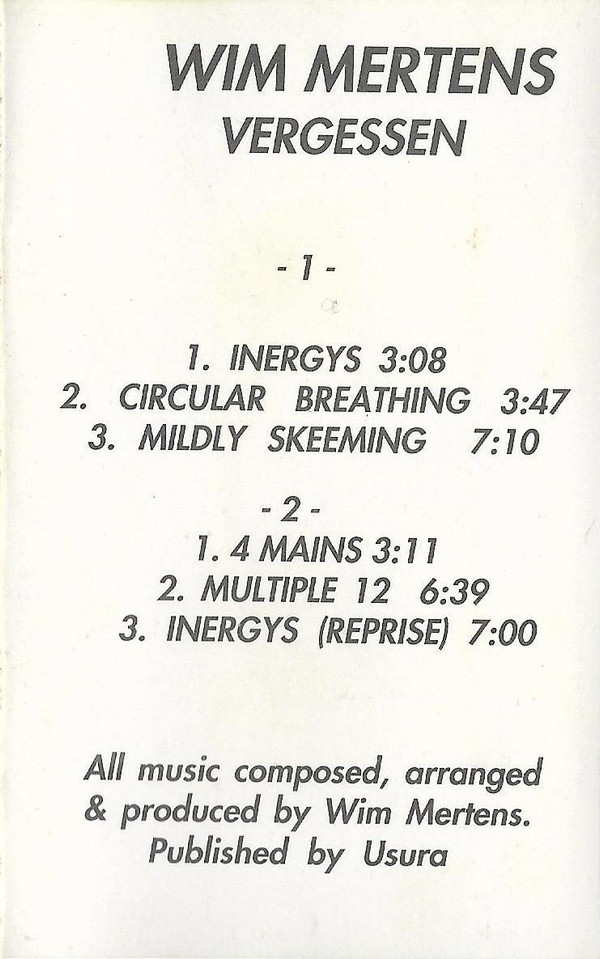 WIM MERTENS
VERGESSEN
- 1 -
1. INERGYS 3:08
2. CIRCULAR BREATHING 3:47
3. MILDLY SKEEMING 7:10
- 2 -
1. 4 MAINS 3:11
2. MULTIPLE 12 6:39
3. INERGYS (REPRISE) 7:00
All music composed, arranged
& produced by Wim Mertens.
Published by Usura